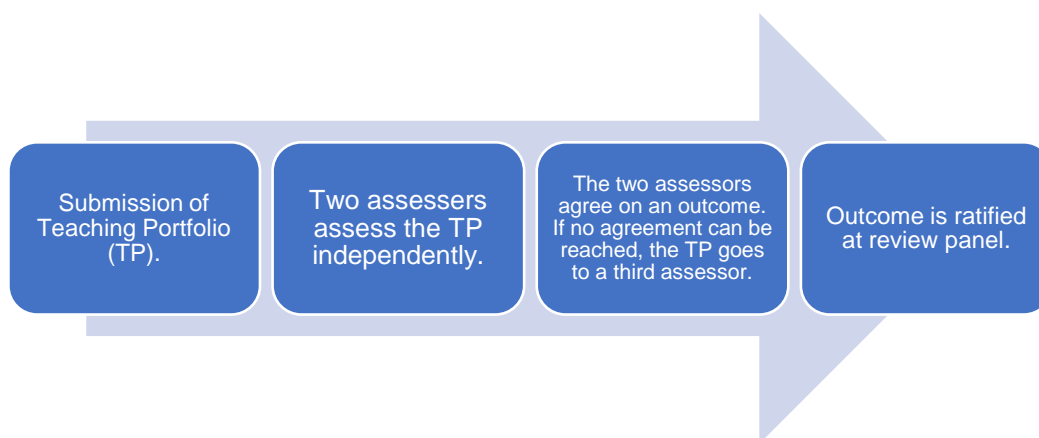 Submission of
Teaching Portfolio
(TP).
Two assessers
assess the TP
independently.
The two assessors
agree on an outcome.
If no agreement can be
reached, the TP goes
to a third assessor.
Outcome is ratified
at review panel.